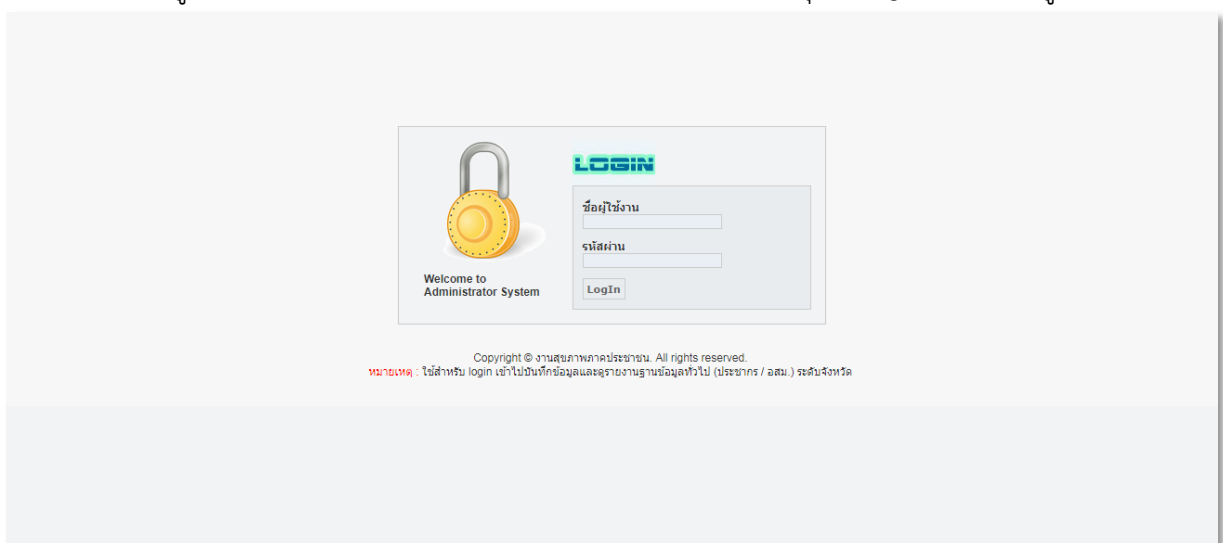 LOGIN
ชื่อผู้ใช้งาน
รหัสผ่าน
Welcome to
Administrator System
LogIn
Copyright © งานสุขภาพภาคประชาชน. All rights reserved.
หมายเหตุ : ใช้สำหรับ login เข้าไปบันทึกข้อมูลและดูรายงานฐานข้อมูลทั่วไป (ประชากร / อสม.) ระดับจังหวัด